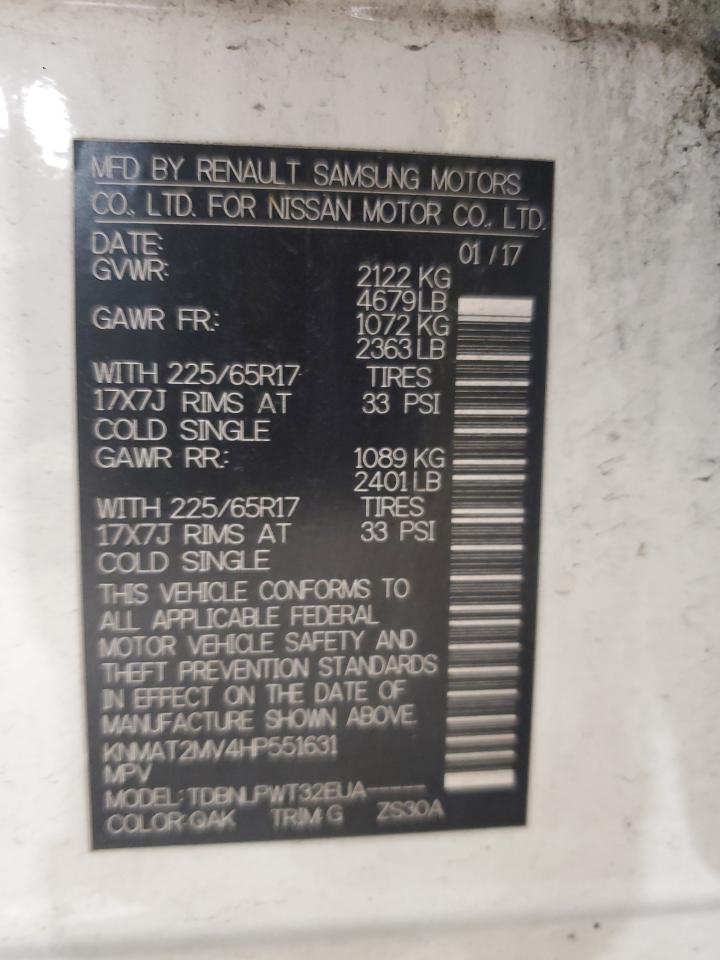 MFD BY RENAULT SAMSUNG MOTORS
CO., LTD. FOR NISSAN MOTOR CO., LTD.
DATE: 01 / 17
GVWR: 2122 KG
4679 LB
GAWR FR.: 1072 KG
2363 LB
WITH 225/65R17 TIRES
17X7J RIMS AT 33 PSI
COLD SINGLE
GAWR RR.: 1089 KG
2401 LB
WITH 225/65R17 TIRES
17X7J RIMS AT 33 PSI
COLD SINGLE
THIS VEHICLE CONFORMS TO
ALL APPLICABLE FEDERAL
MOTOR VEHICLE SAFETY AND
THEFT PREVENTION STANDARDS
IN EFFECT ON THE DATE OF
MANUFACTURE SHOWN ABOVE.
KNMAT2MV4HP551631
MPV
MODEL: TDBNLPWT32EUA-----
COLOR: QAK TRIM: G ZS30A